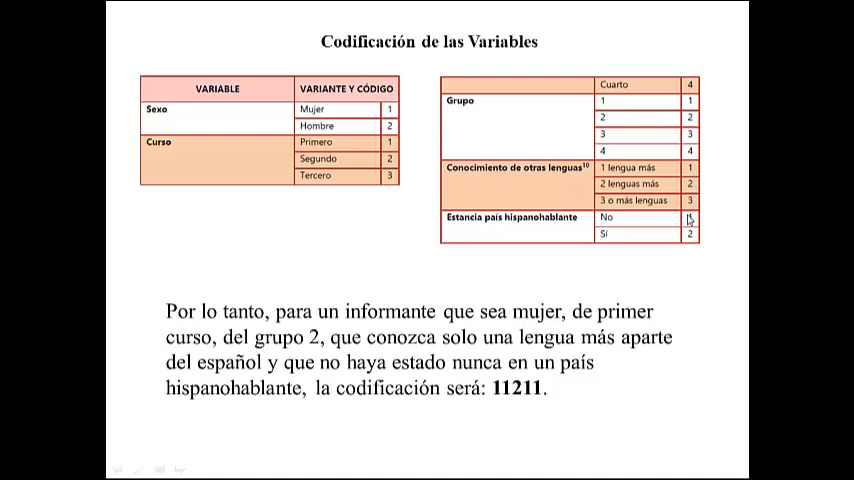 Codificación de las Variables
VARIABLE VARIANTE Y CÓDIGO
Sexo Mujer 1
Hombre 2
Curso Primero 1
Segundo 2
Tercero 3
Cuarto 4
Grupo 1 1
2 2
3 3
4 4
Conocimiento de otras lenguas¹⁰ 1 lengua más 1
2 lenguas más 2
3 o más lenguas 3
Estancia país hispanohablante No
Sí 2
Por lo tanto, para un informante que sea mujer, de primer
curso, del grupo 2, que conozca solo una lengua más aparte
del español y que no haya estado nunca en un país
hispanohablante, la codificación será: 11211.